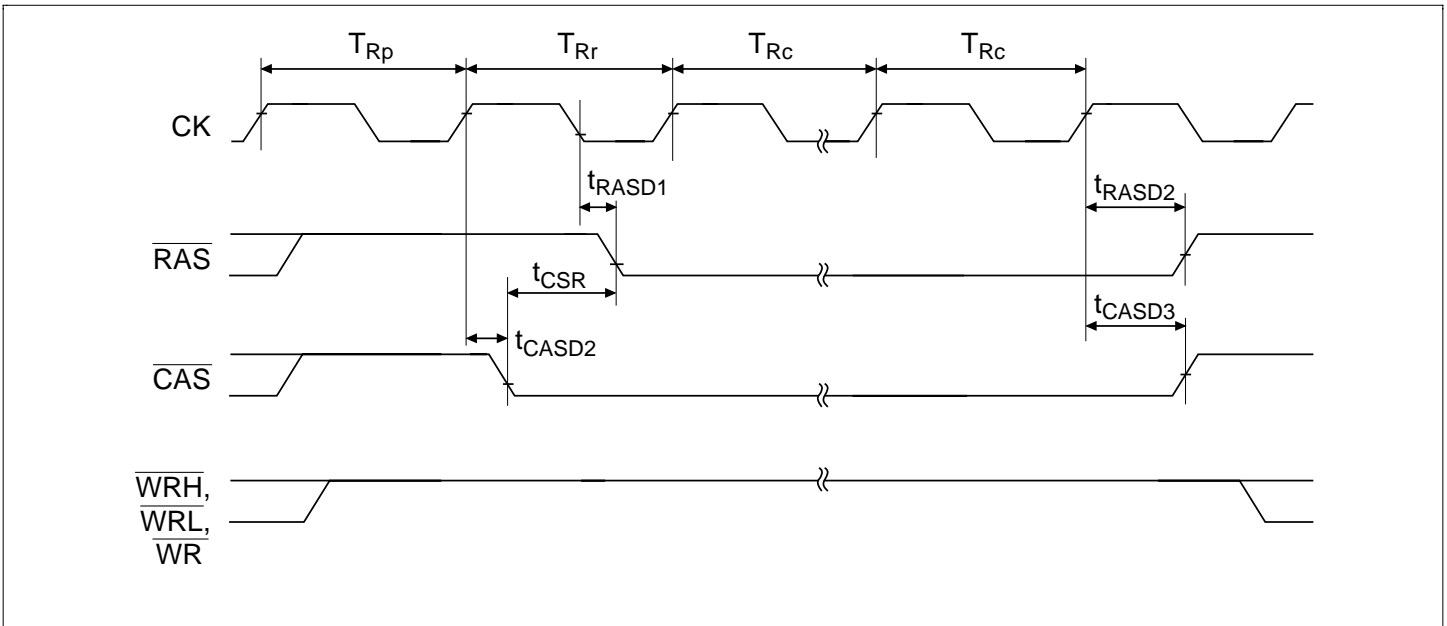 TRp TRr TRc TRc
CK
tRASD1 tRASD2
RAS
tCSR
tCASD3
tCASD2
CAS
WRH,
WRL,
WR